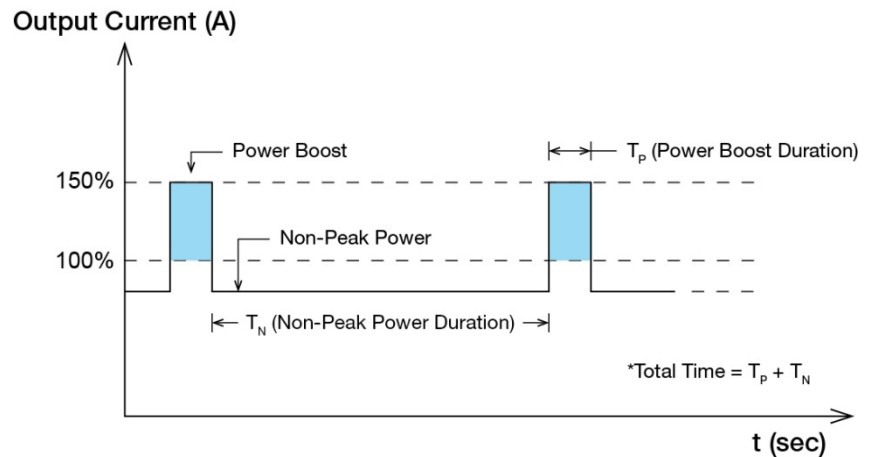 Output Current (A)
Power Boost
T_P (Power Boost Duration)
150%
Non-Peak Power
100%
T_N (Non-Peak Power Duration)
*Total Time = T_P + T_N
t (sec)